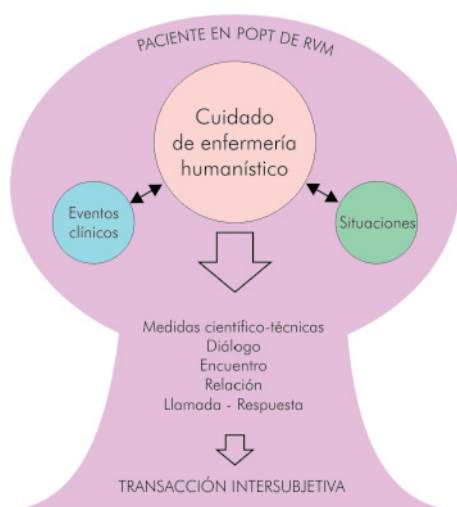 PACIENTE EN POPT DE RVM
Cuidado
de enfermería
humanístico
Eventos
clínicos
Situaciones
Medidas científico-técnicas
Diálogo
Encuentro
Relación
Llamada - Respuesta
TRANSACCIÓN INTERSUBJETIVA